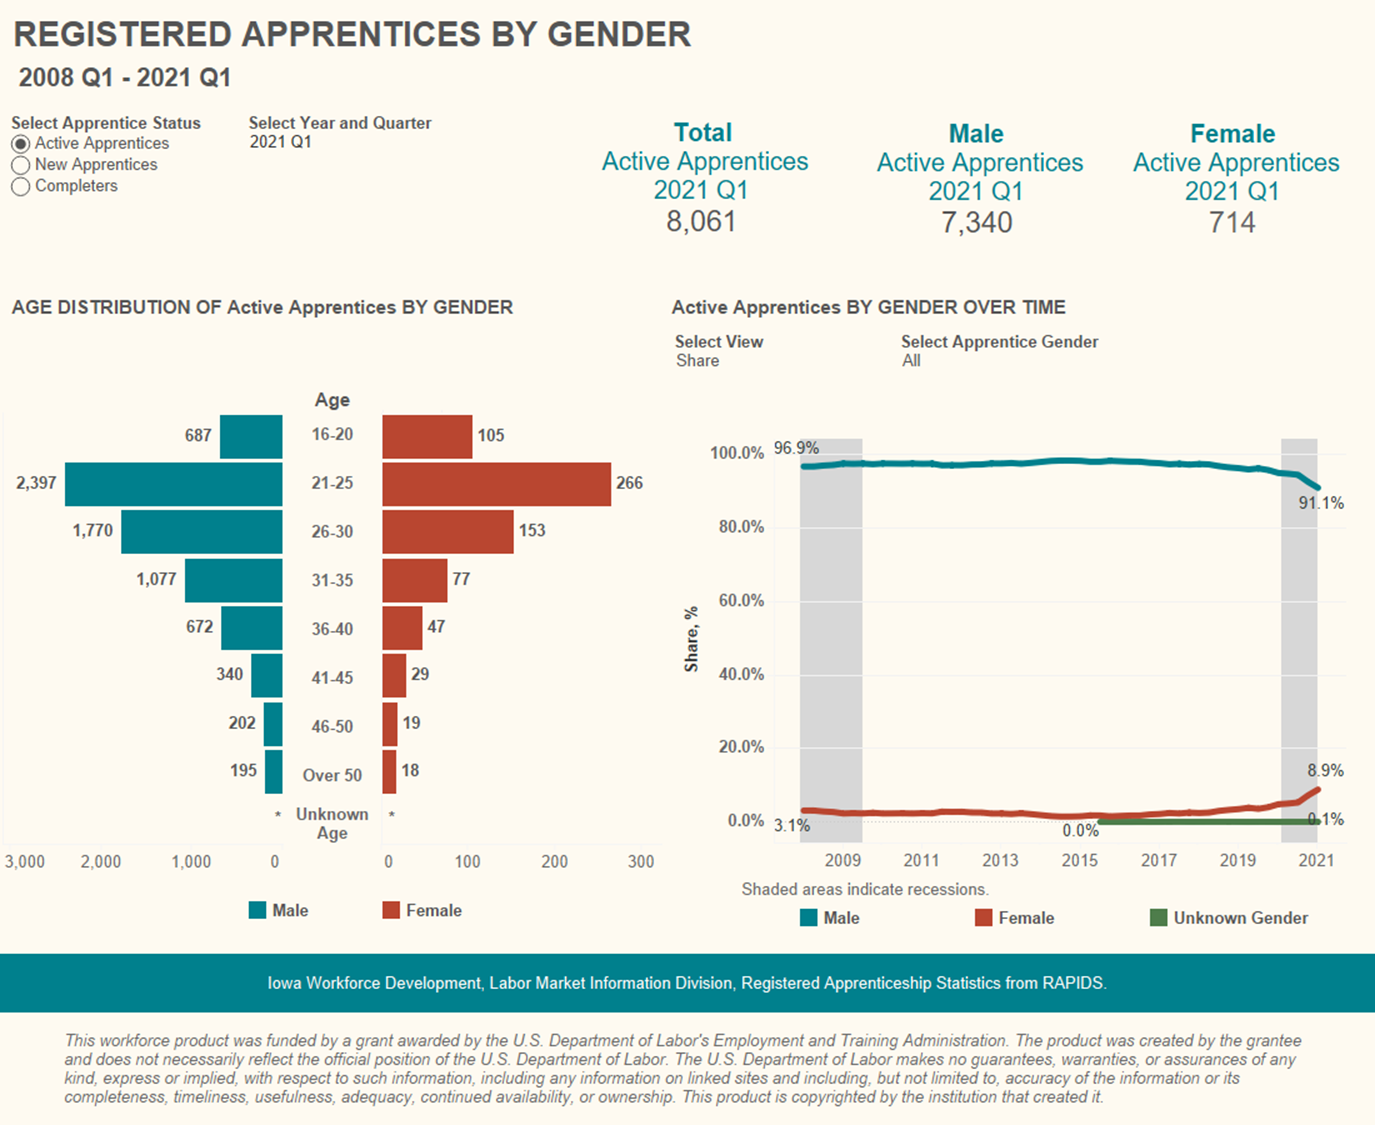 REGISTERED APPRENTICES BY GENDER
2008 Q1 - 2021 Q1
Select Apprentice Status
Active Apprentices
New Apprentices
Completers
Select Year and Quarter
2021 Q1
Total
Active Apprentices
2021 Q1
8,061
Male
Active Apprentices
2021 Q1
7,340
Female
Active Apprentices
2021 Q1
714
AGE DISTRIBUTION OF Active Apprentices BY GENDER
Age
687 16-20 105
2,397 21-25 266
1,770 26-30 153
1,077 31-35 77
672 36-40 47
340 41-45 29
202 46-50 19
195 Over 50 18
* Unknown Age *
3,000 2,000 1,000 0 0 100 200 300
Male Female
Active Apprentices BY GENDER OVER TIME
Select View
Share
Select Apprentice Gender
All
Share, %
100.0%
80.0%
60.0%
40.0%
20.0%
0.0%
96.9%
91.1%
8.9%
3.1%
0.0%
0.1%
2009 2011 2013 2015 2017 2019 2021
Shaded areas indicate recessions.
Male Female Unknown Gender
Iowa Workforce Development, Labor Market Information Division, Registered Apprenticeship Statistics from RAPIDS.
This workforce product was funded by a grant awarded by the U.S. Department of Labor's Employment and Training Administration. The product was created by the grantee
and does not necessarily reflect the official position of the U.S. Department of Labor. The U.S. Department of Labor makes no guarantees, warranties, or assurances of any
kind, express or implied, with respect to such information, including any information on linked sites and including, but not limited to, accuracy of the information or its
completeness, timeliness, usefulness, adequacy, continued availability, or ownership. This product is copyrighted by the institution that created it.